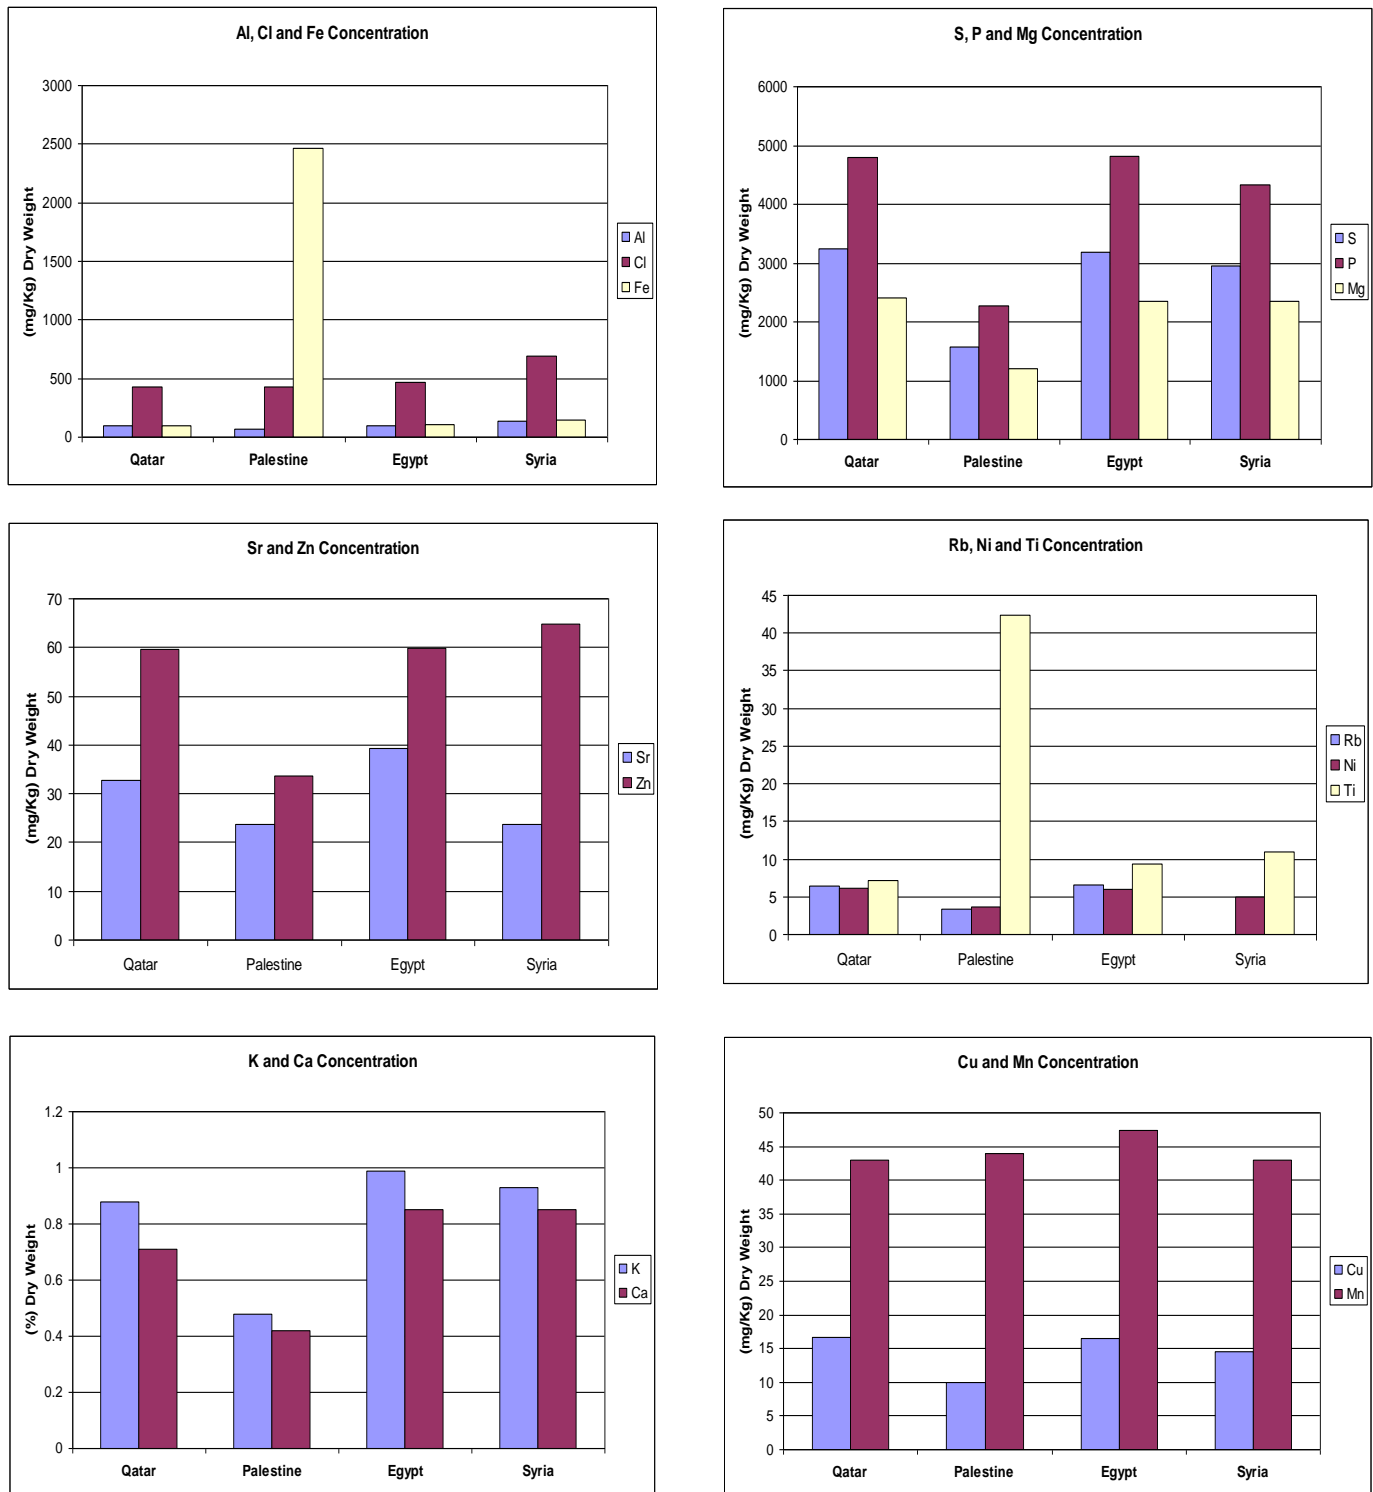 Al, Cl and Fe Concentration
(mg/Kg) Dry Weight
3000
2500
2000
1500
1000
500
0
Qatar Palestine Egypt Syria
Al
Cl
Fe
S, P and Mg Concentration
(mg/Kg) Dry Weight
6000
5000
4000
3000
2000
1000
0
Qatar Palestine Egypt Syria
S
P
Mg
Sr and Zn Concentration
(mg/Kg) Dry Weight
70
60
50
40
30
20
10
0
Qatar Palestine Egypt Syria
Sr
Zn
Rb, Ni and Ti Concentration
(mg/Kg) Dry Weight
45
40
35
30
25
20
15
10
5
0
Qatar Palestine Egypt Syria
Rb
Ni
Ti
K and Ca Concentration
(%) Dry Weight
1.2
1
0.8
0.6
0.4
0.2
0
Qatar Palestine Egypt Syria
K
Ca
Cu and Mn Concentration
(mg/Kg) Dry Weight
50
45
40
35
30
25
20
15
10
5
0
Qatar Palestine Egypt Syria
Cu
Mn